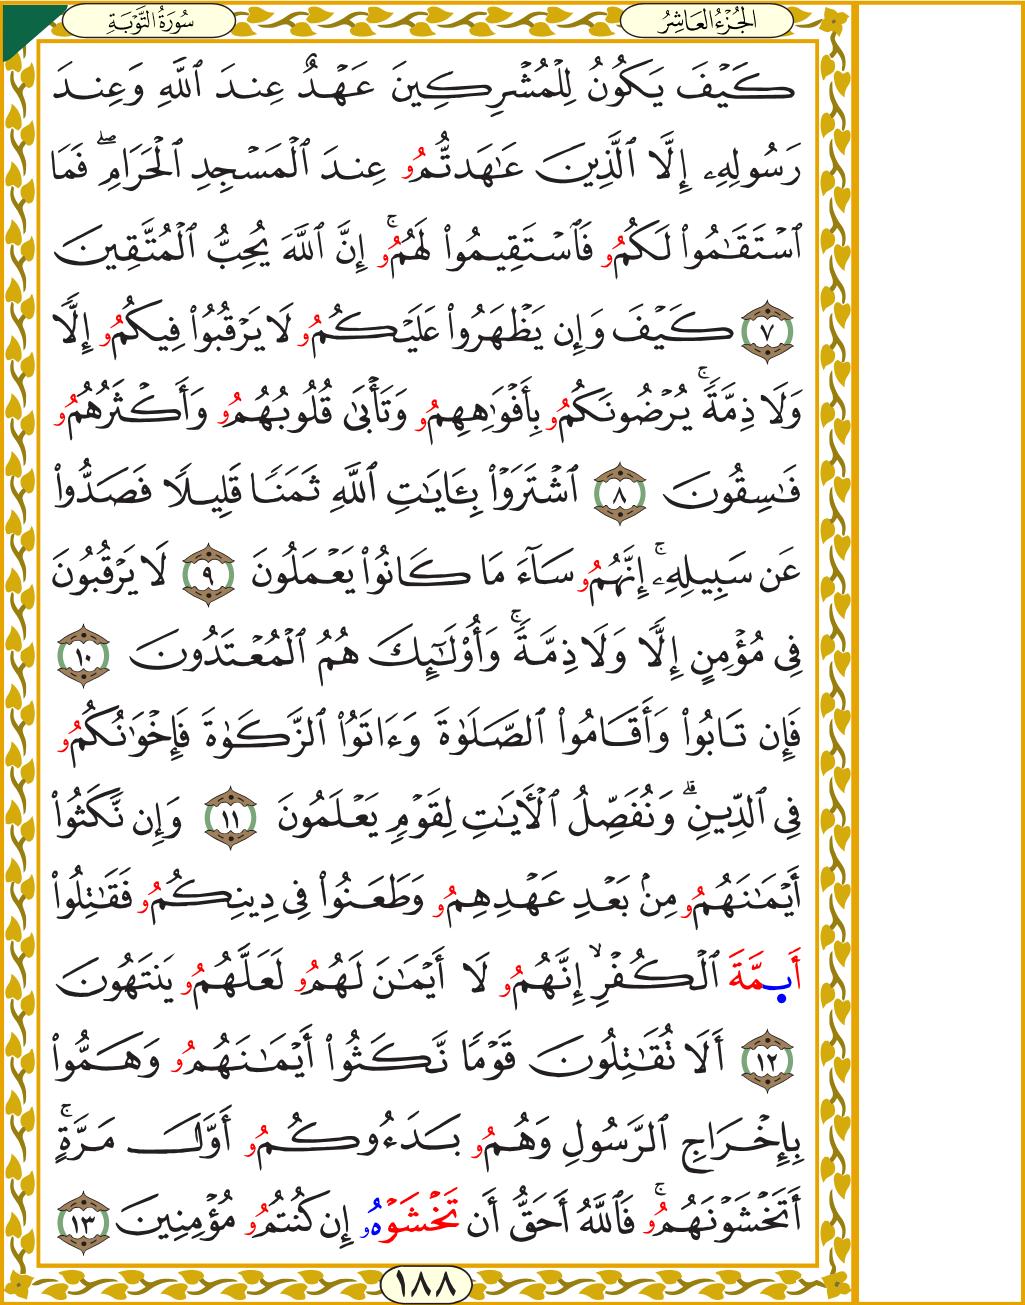 سُورَةُ التَّوْبَةِ
الجُزْءُ العَاشِرُ
كَيْفَ يَكُونُ لِلْمُشْرِكِينَ عَهْدٌ عِندَ ٱللَّهِ وَعِندَ
رَسُولِهِۦ إِلَّا ٱلَّذِينَ عَٰهَدتُّمُۥ عِندَ ٱلْمَسْجِدِ ٱلْحَرَامِۖ فَمَا
ٱسْتَقَٰمُوا۟ لَكُمُۥ فَٱسْتَقِيمُوا۟ لَهُمُۥۚ إِنَّ ٱللَّهَ يُحِبُّ ٱلْمُتَّقِينَ
٧ كَيْفَ وَإِن يَظْهَرُوا۟ عَلَيْكُمُۥ لَا يَرْقُبُوا۟ فِيكُمُۥ إِلًّا
وَلَا ذِمَّةًۚ يُرْضُونَكُمُۥ بِأَفْوَٰهِهِمُۥ وَتَأْبَىٰ قُلُوبُهُمُۥ وَأَكْثَرُهُمُۥ
فَٰسِقُونَ ٨ ٱشْتَرَوْا۟ بِـَٔايَٰتِ ٱللَّهِ ثَمَنًا قَلِيلًا فَصَدُّوا۟
عَن سَبِيلِهِۦۚ إِنَّهُمُۥ سَآءَ مَا كَانُوا۟ يَعْمَلُونَ ٩ لَا يَرْقُبُونَ
فِى مُؤْمِنٍ إِلًّا وَلَا ذِمَّةًۚ وَأُو۟لَٰٓئِكَ هُمُ ٱلْمُعْتَدُونَ ١٠
فَإِن تَابُوا۟ وَأَقَامُوا۟ ٱلصَّلَوٰةَ وَءَاتَوُا۟ ٱلزَّكَوٰةَ فَإِخْوَٰنُكُمُۥ
فِى ٱلدِّينِۗ وَنُفَصِّلُ ٱلْأَيَٰتِ لِقَوْمٍ يَعْلَمُونَ ١١ وَإِن نَّكَثُوا۟
أَيْمَٰنَهُمُۥ مِنۢ بَعْدِ عَهْدِهِمُۥ وَطَعَنُوا۟ فِى دِينِكُمُۥ فَقَٰتِلُوا۟
أَىِٕمَّةَ ٱلْكُفْرِۙ إِنَّهُمُۥ لَا أَيْمَٰنَ لَهُمُۥ لَعَلَّهُمُۥ يَنتَهُونَ
١٢ أَلَا تُقَٰتِلُونَ قَوْمًا نَّكَثُوا۟ أَيْمَٰنَهُمُۥ وَهَمُّوا۟
بِإِخْرَاجِ ٱلرَّسُولِ وَهُمُۥ بَدَءُوكُمُۥ أَوَّلَ مَرَّةٍۚ
أَتَخْشَوْنَهُمُۥۚ فَٱللَّهُ أَحَقُّ أَن تَخْشَوْهُۥ إِن كُنتُمُۥ مُؤْمِنِينَ ١٣
١٨٨